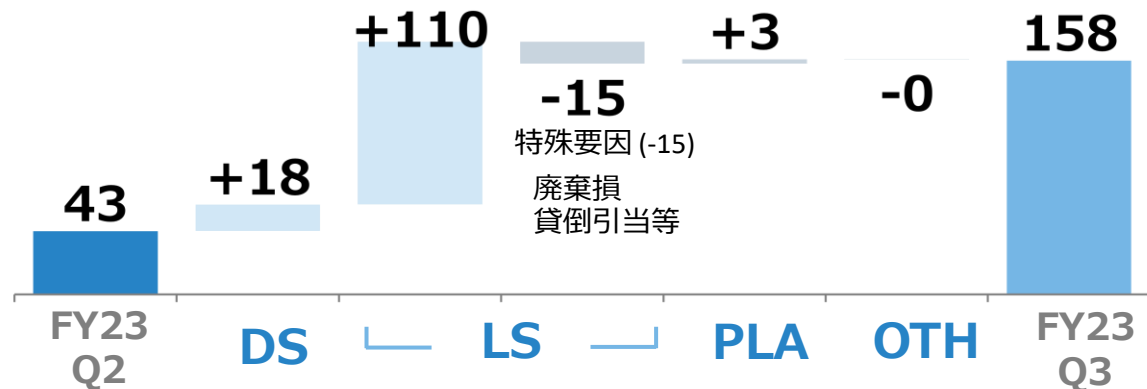 +110
+3
158
-15
-0
特殊要因 (-15)
+18
廃棄損
43
貸倒引当等
FY23
Q2
DS
LS
PLA
OTH
FY23
Q3